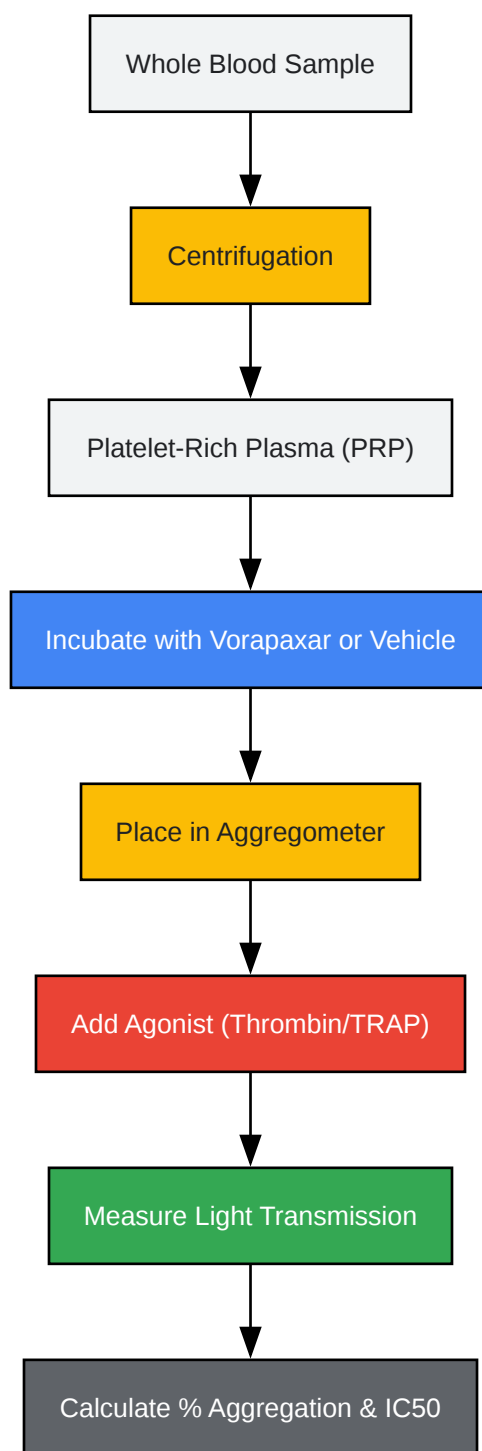 Whole Blood Sample
Centrifugation
Platelet-Rich Plasma (PRP)
Incubate with Vorapaxar or Vehicle
Place in Aggregometer
Add Agonist (Thrombin/TRAP)
Measure Light Transmission
Calculate % Aggregation & IC50